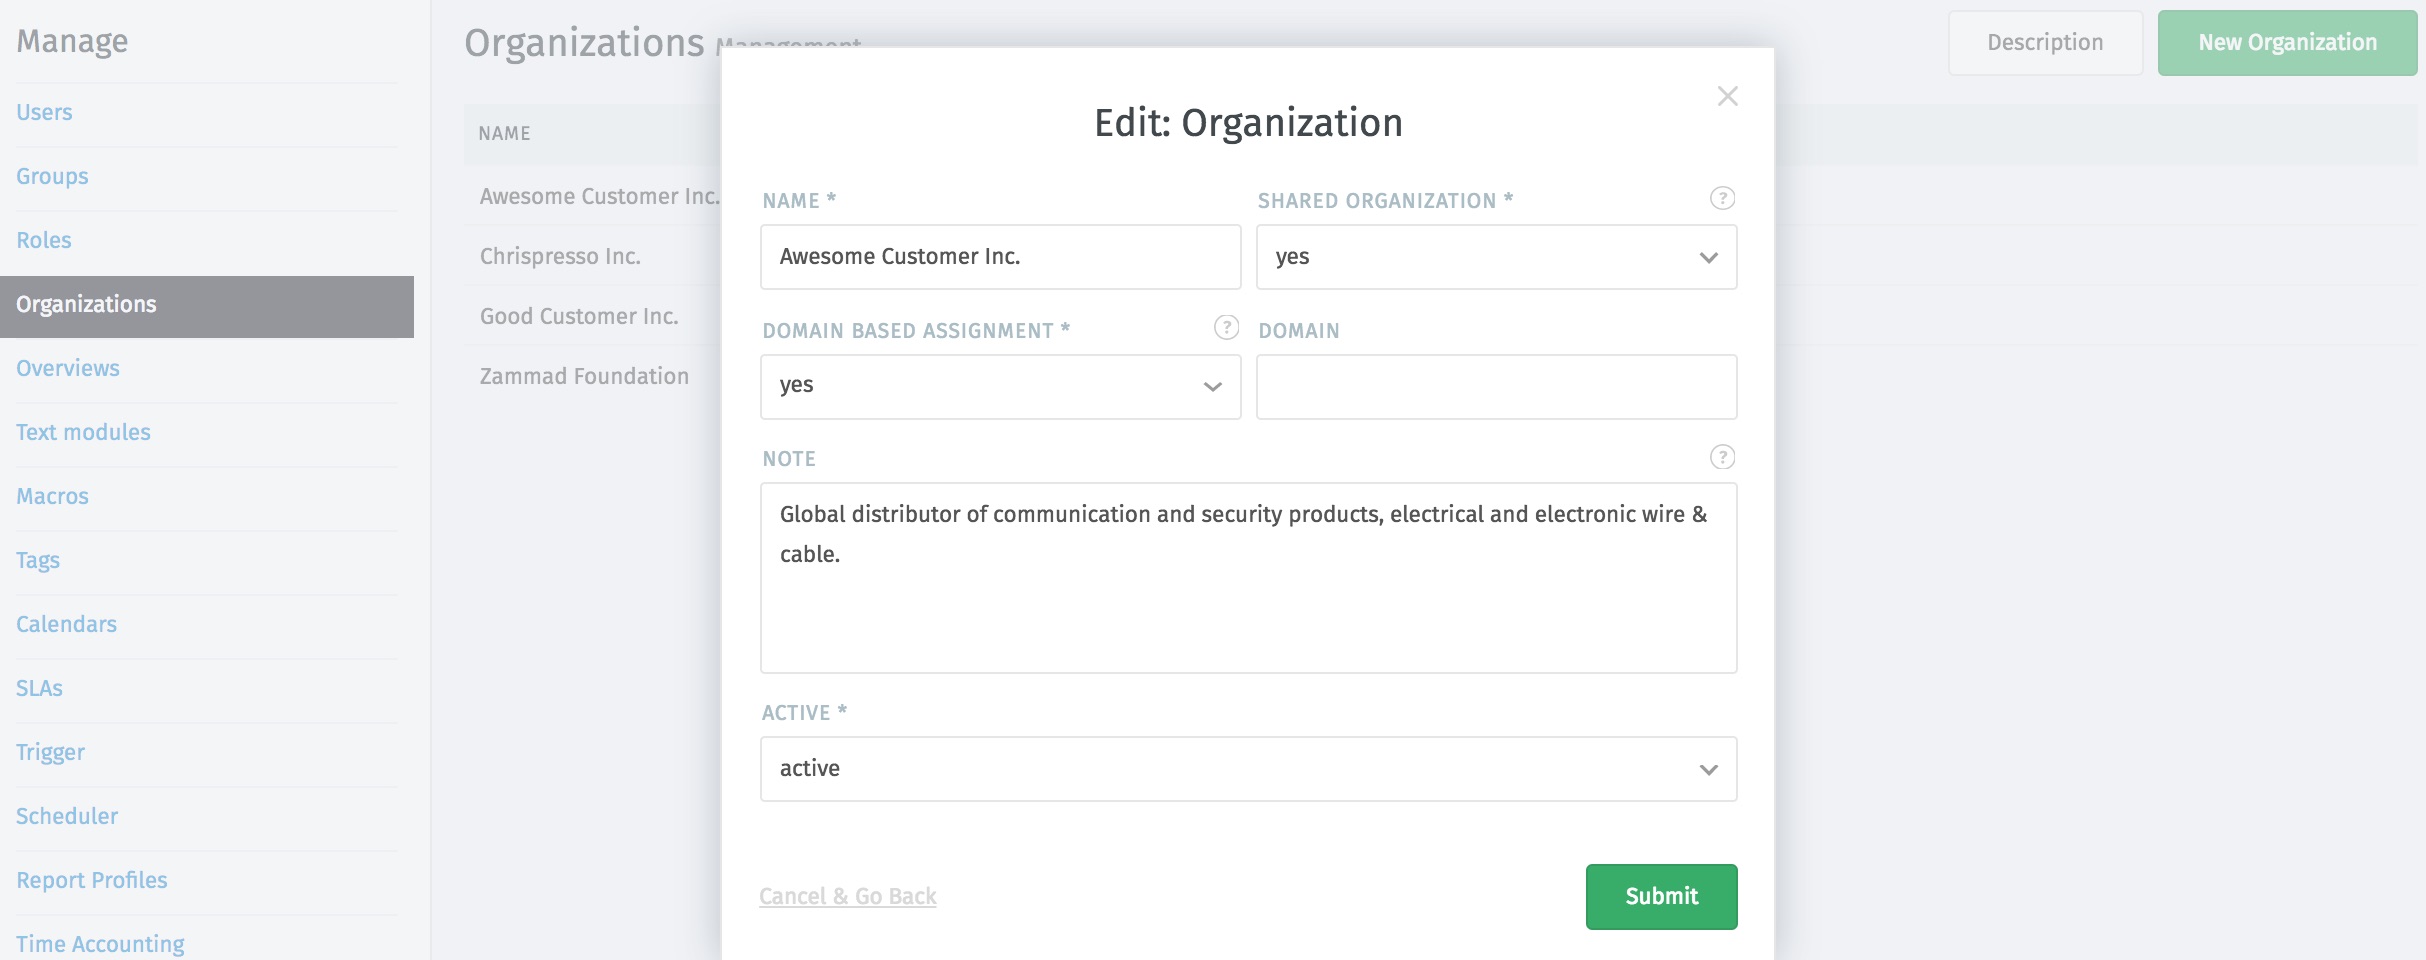 Manage
Users
Groups
Roles
Organizations
Overviews
Text modules
Macros
Tags
Calendars
SLAs
Trigger
Scheduler
Report Profiles
Time Accounting
Organizations Management
Description
New Organization
NAME
Awesome Customer Inc.
Chrispresso Inc.
Good Customer Inc.
Zammad Foundation
Edit: Organization
NAME *
SHARED ORGANIZATION *
?
Awesome Customer Inc.
yes
DOMAIN BASED ASSIGNMENT *
?
DOMAIN
yes
NOTE
?
Global distributor of communication and security products, electrical and electronic wire &
cable.
ACTIVE *
active
Cancel & Go Back
Submit